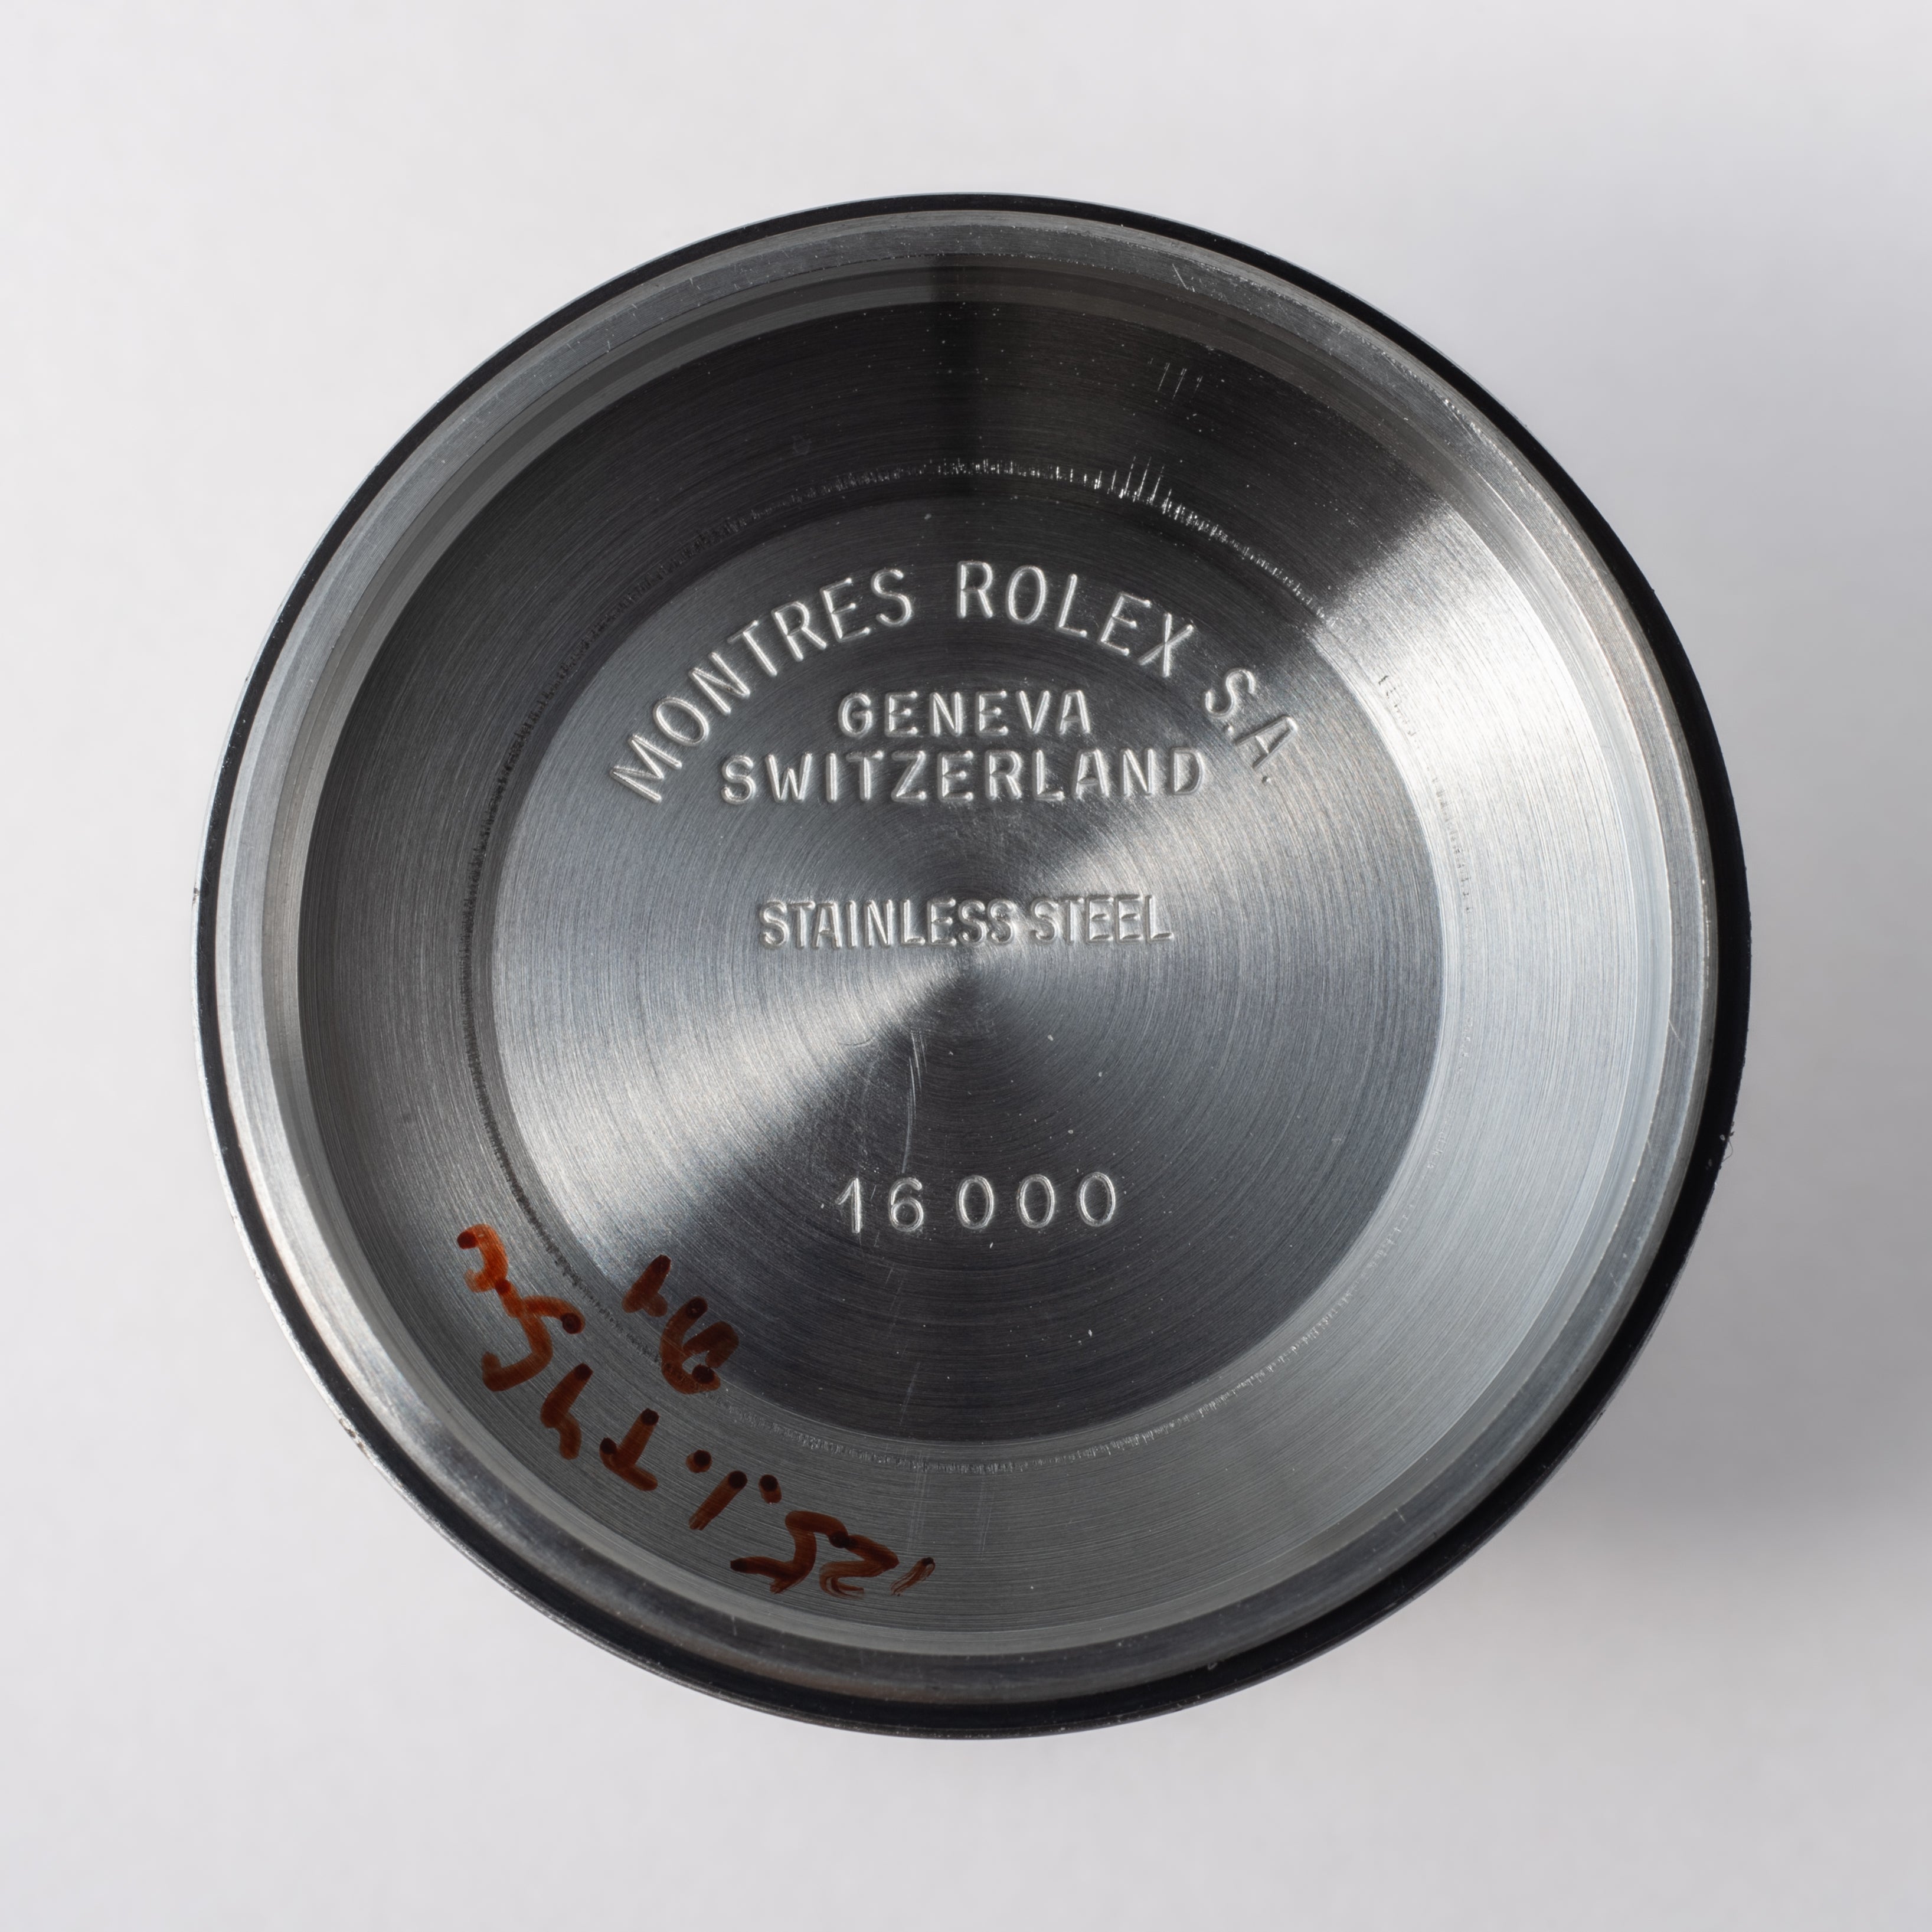 MONTRES ROLEX S.A.
GENEVA
SWITZERLAND
STAINLESS STEEL
16000